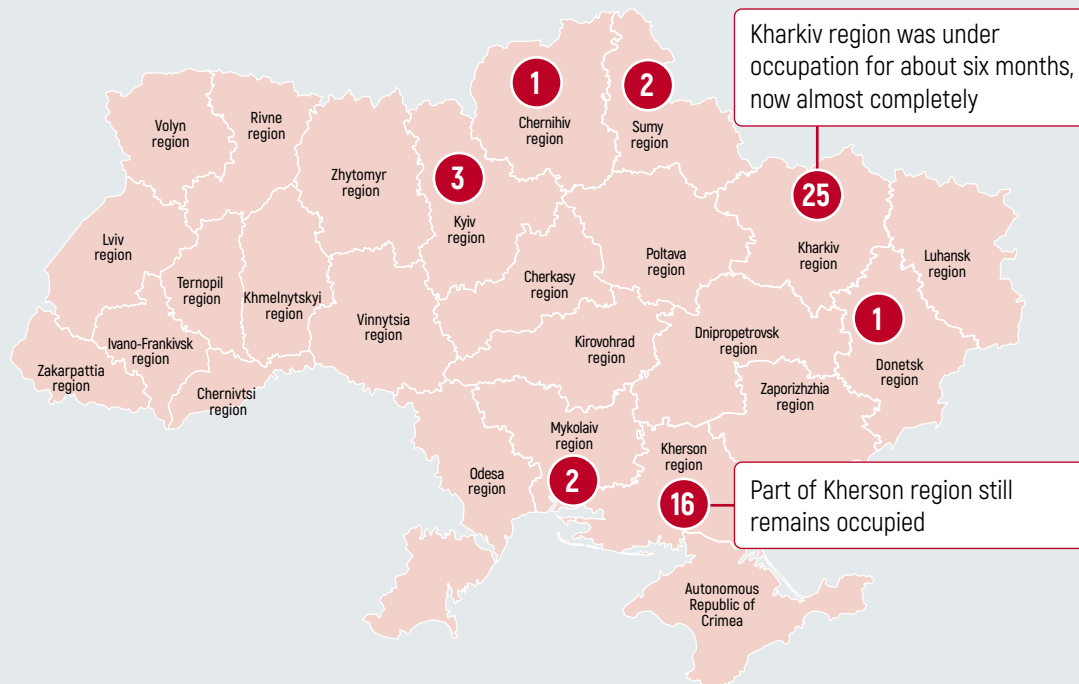 Kharkiv region was under
occupation for about six months,
now almost completely
1
Chernihiv
region
2
Sumy
region
Volyn
region
Rivne
region
Zhytomyr
region
3
Kyiv
region
25
Kharkiv
region
Lviv
region
Ternopil
region
Khmelnytskyi
region
Vinnytsia
region
Cherkasy
region
Poltava
region
Luhansk
region
1
Donetsk
region
Zakarpattia
region
Ivano-Frankivsk
region
Chernivtsi
region
Kirovohrad
region
Dnipropetrovsk
region
Zaporizhzhia
region
Odesa
region
Mykolaiv
region
2
Kherson
region
16
Part of Kherson region still
remains occupied
Autonomous
Republic of
Crimea